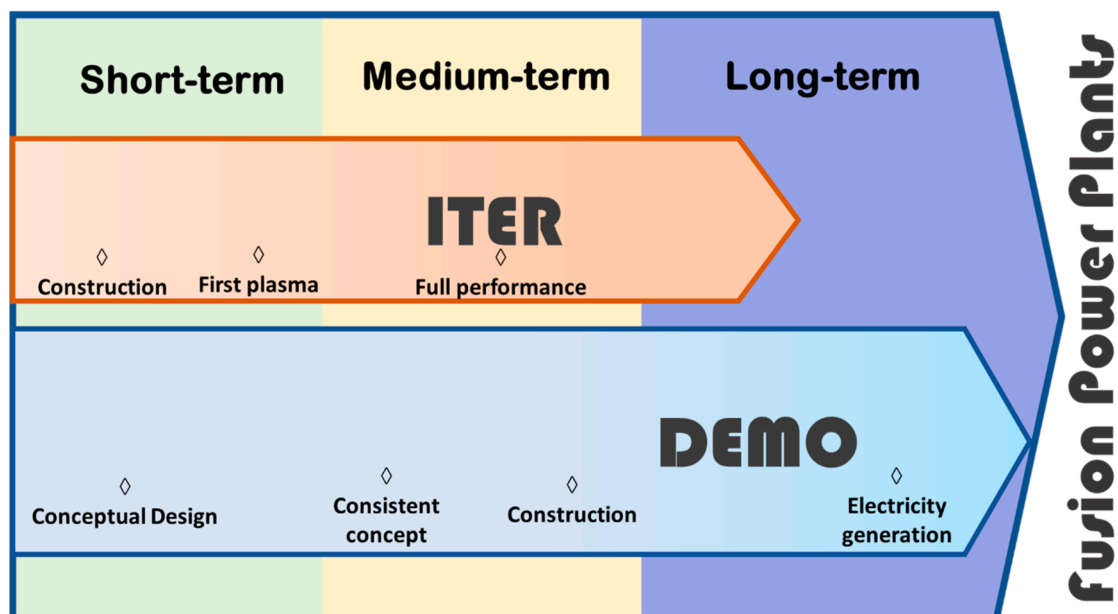 Short-term
Medium-term
Long-term
ITER
Construction
First plasma
Full performance
DEMO
Conceptual Design
Consistent
concept
Construction
Electricity
generation
Fusion Power Plants